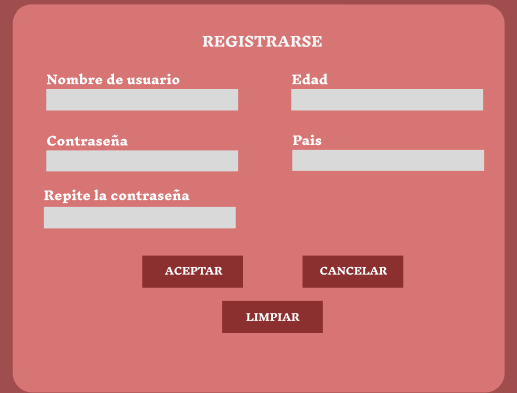 REGISTRARSE
Nombre de usuario
Edad
Contraseña
Pais
Repite la contraseña
ACEPTAR
CANCELAR
LIMPIAR